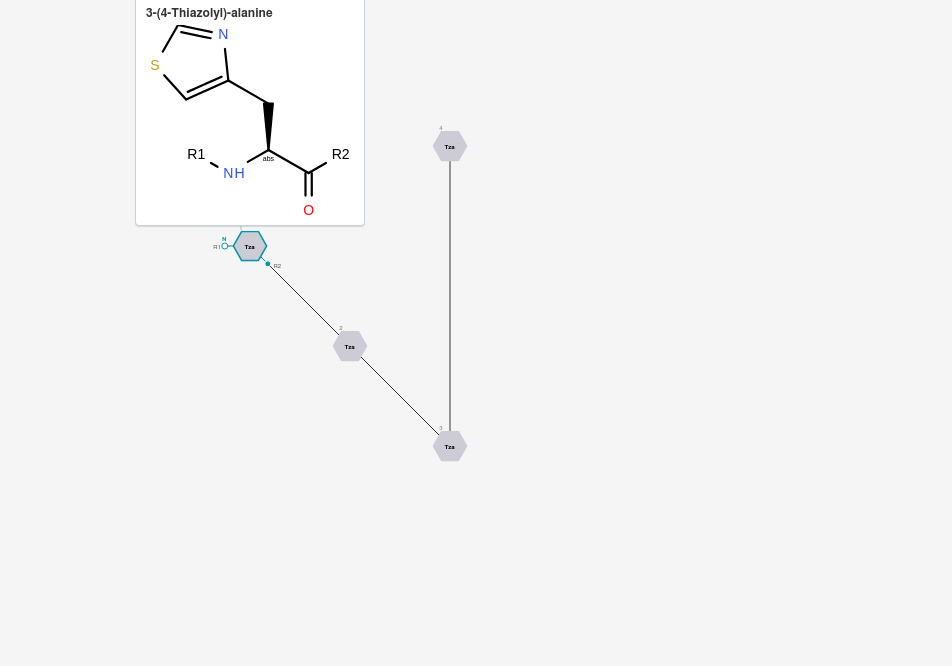 3-(4-Thiazolyl)-alanine
N
S
R1
R2
abs
NH
O
4
Tza
N
R1
Tza
R2
2
Tza
3
Tza